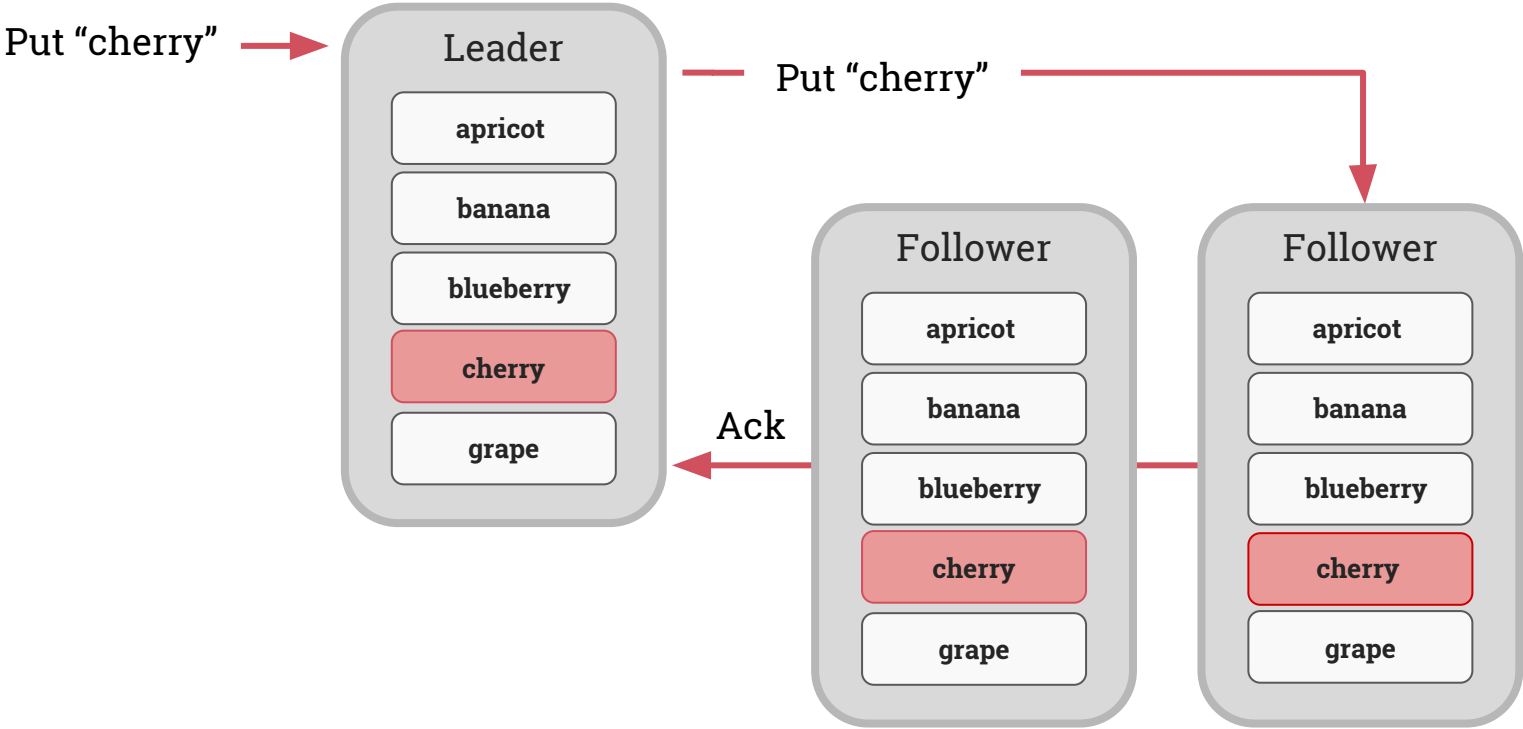 Put “cherry”
Leader
apricot
banana
blueberry
cherry
grape
Put “cherry”
Ack
Follower
apricot
banana
blueberry
cherry
grape
Follower
apricot
banana
blueberry
cherry
grape